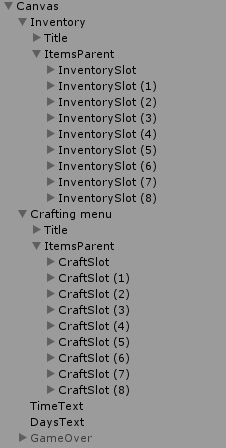 Canvas
Inventory
Title
ItemsParent
InventorySlot
InventorySlot (1)
InventorySlot (2)
InventorySlot (3)
InventorySlot (4)
InventorySlot (5)
InventorySlot (6)
InventorySlot (7)
InventorySlot (8)
Crafting menu
Title
ItemsParent
CraftSlot
CraftSlot (1)
CraftSlot (2)
CraftSlot (3)
CraftSlot (4)
CraftSlot (5)
CraftSlot (6)
CraftSlot (7)
CraftSlot (8)
TimeText
DaysText
GameOver